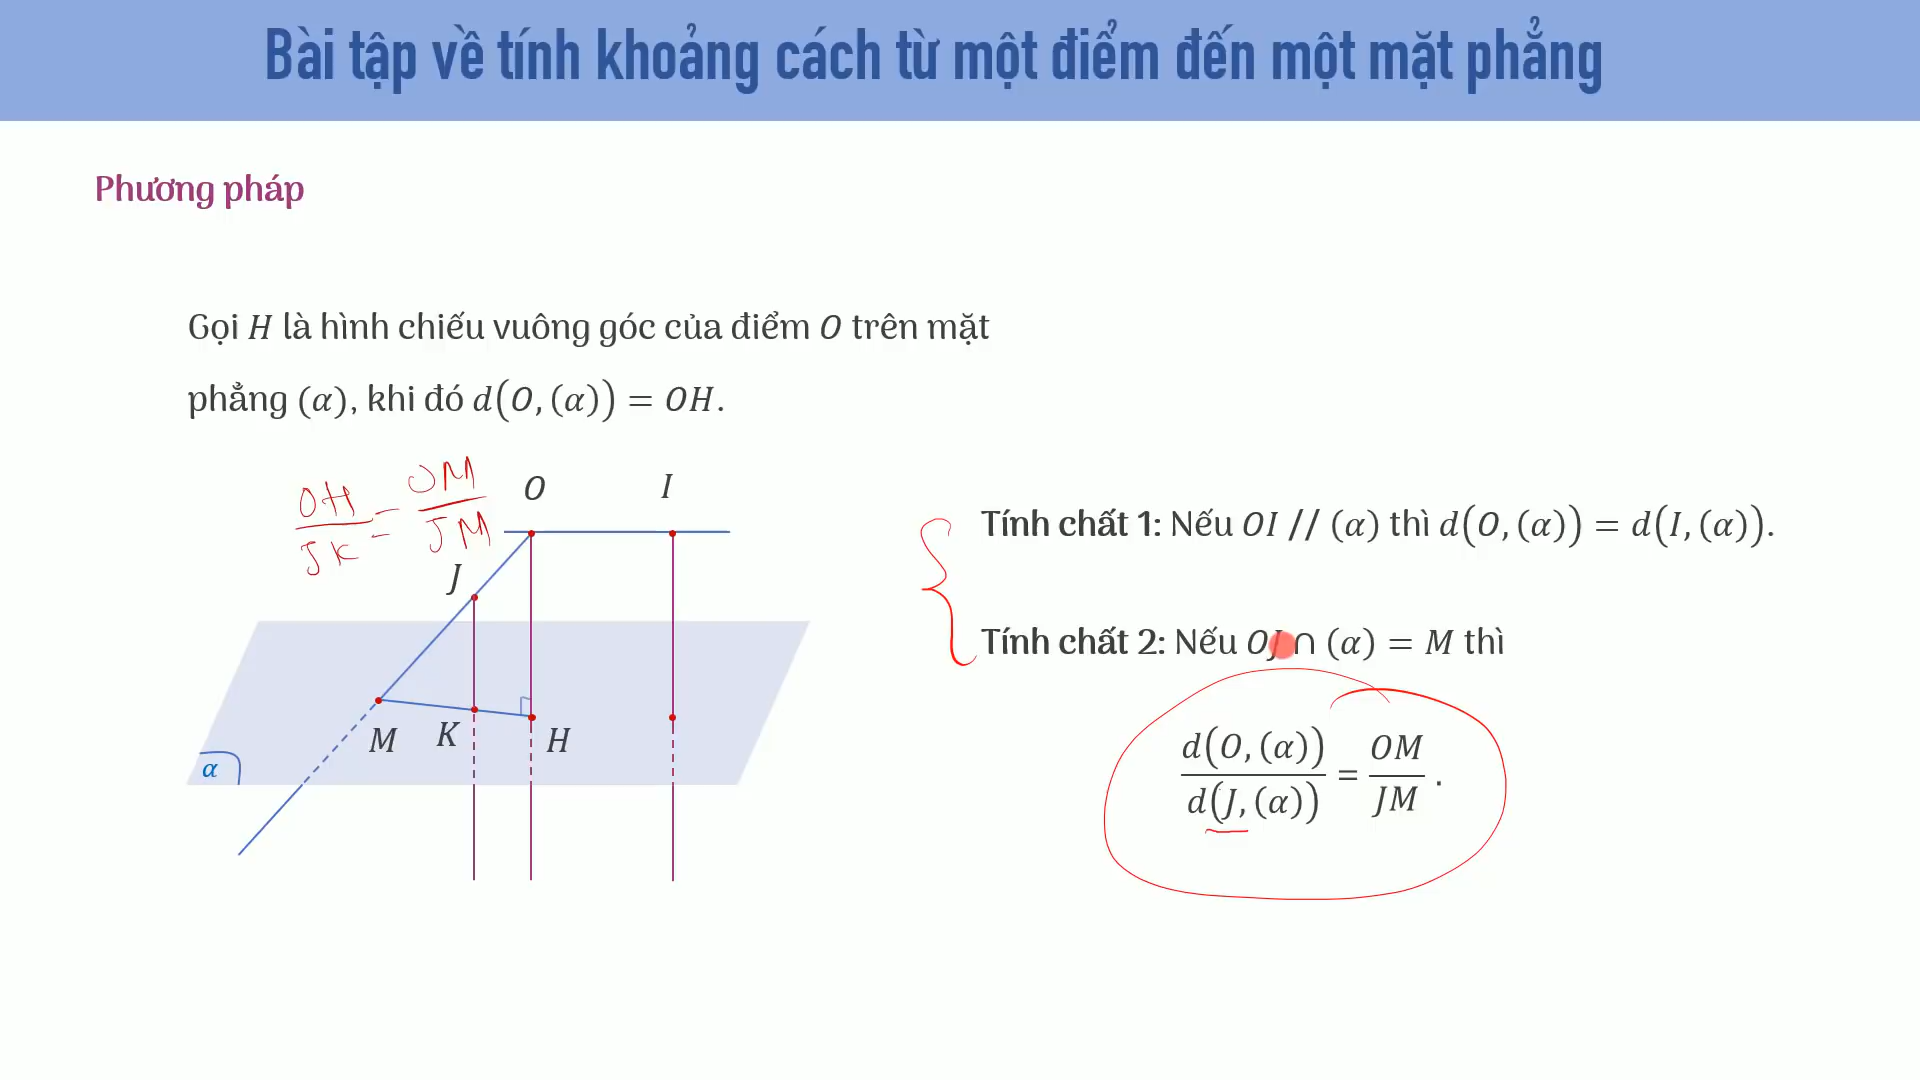 Bài tập về tính khoảng cách từ một điểm đến một mặt phẳng
Phương pháp
Gọi H là hình chiếu vuông góc của điểm O trên mặt
phẳng (α), khi đó d(O, (α)) = OH.
OH/JK = OM/JM
O
I
J
M
K
H
α
Tính chất 1: Nếu OI // (α) thì d(O, (α)) = d(I, (α)).
Tính chất 2: Nếu OJ ∩ (α) = M thì
d(O, (α))/d(J, (α)) = OM/JM.